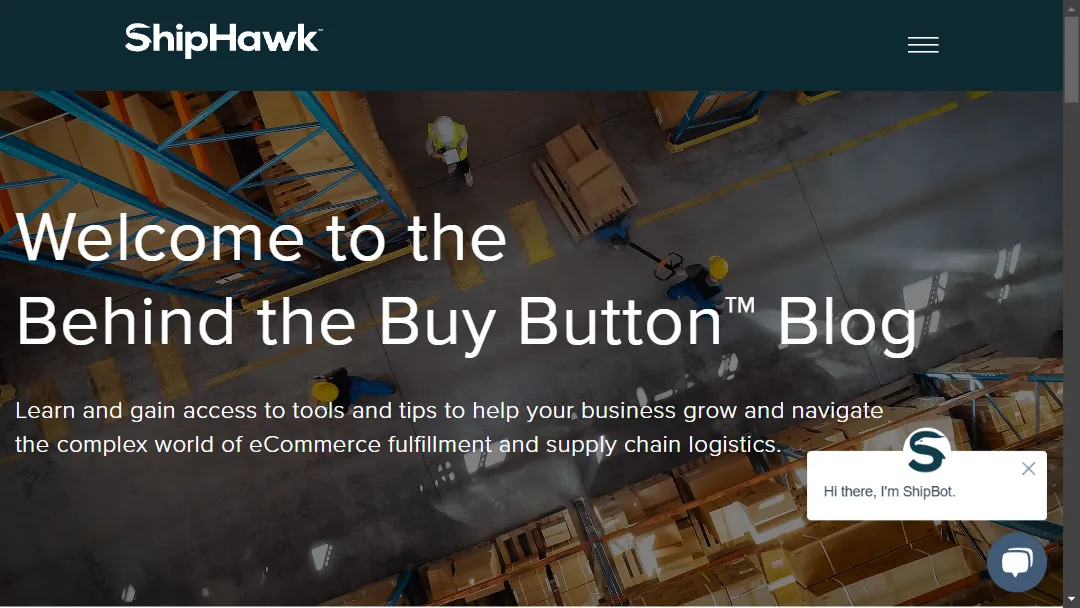 ShipHawk™
Welcome to the
Behind the Buy Button™ Blog
Learn and gain access to tools and tips to help your business grow and navigate
the complex world of eCommerce fulfillment and supply chain logistics.
Hi there, I'm ShipBot.